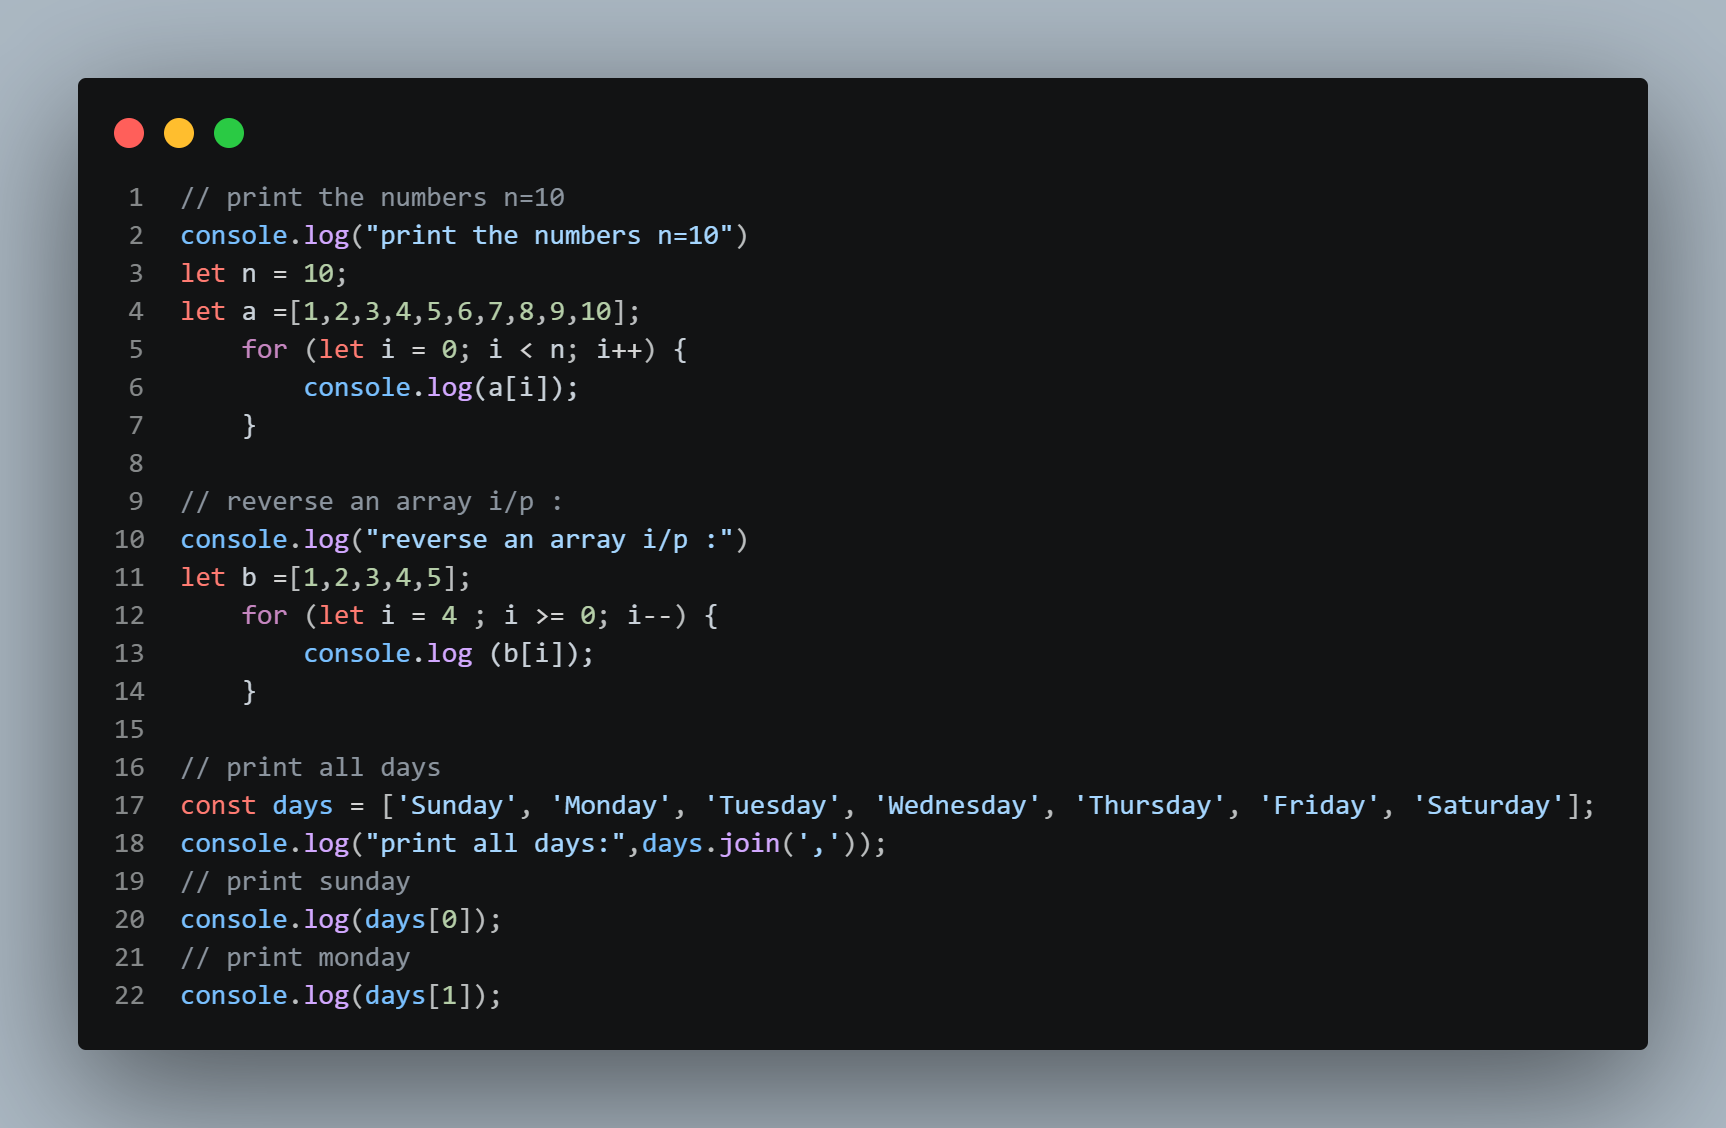 1 // print the numbers n=10
2 console.log("print the numbers n=10")
3 let n = 10;
4 let a =[1,2,3,4,5,6,7,8,9,10];
5     for (let i = 0; i < n; i++) {
6         console.log(a[i]);
7     }
8
9 // reverse an array i/p :
10 console.log("reverse an array i/p :")
11 let b =[1,2,3,4,5];
12     for (let i = 4 ; i >= 0; i--) {
13         console.log (b[i]);
14     }
15
16 // print all days
17 const days = ['Sunday', 'Monday', 'Tuesday', 'Wednesday', 'Thursday', 'Friday', 'Saturday'];
18 console.log("print all days:",days.join(','));
19 // print sunday
20 console.log(days[0]);
21 // print monday
22 console.log(days[1]);